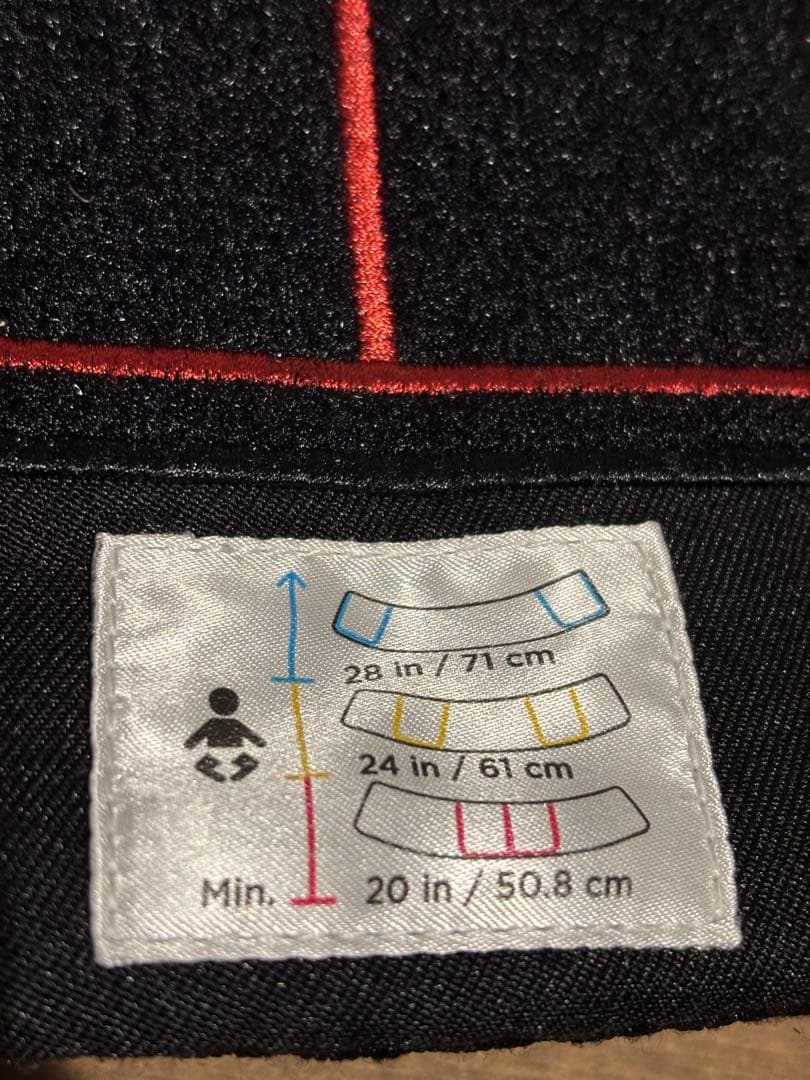 28 in / 71 cm
24 in / 61 cm
Min. 20 in / 50.8 cm